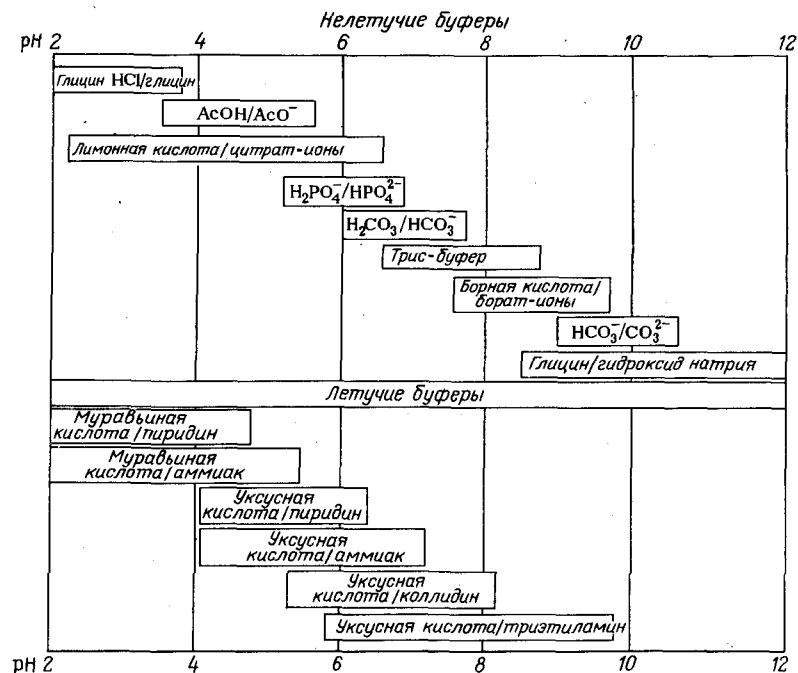 Нелетучие буферы
pH 2 4 6 8 10 12
Глицин HCl/глицин
AcOH/AcO⁻
Лимонная кислота/цитрат-ионы
H₂PO₄⁻/HPO₄²⁻
H₂CO₃/HCO₃⁻
Трис-буфер
Борная кислота/
борат-ионы
HCO₃⁻/CO₃²⁻
Глицин/гидроксид натрия
Летучие буферы
Муравьиная
кислота/пиридин
Муравьиная
кислота/аммиак
Уксусная
кислота/пиридин
Уксусная
кислота/аммиак
Уксусная
кислота/коллидин
Уксусная кислота/триэтиламин
pH 2 4 6 8 10 12